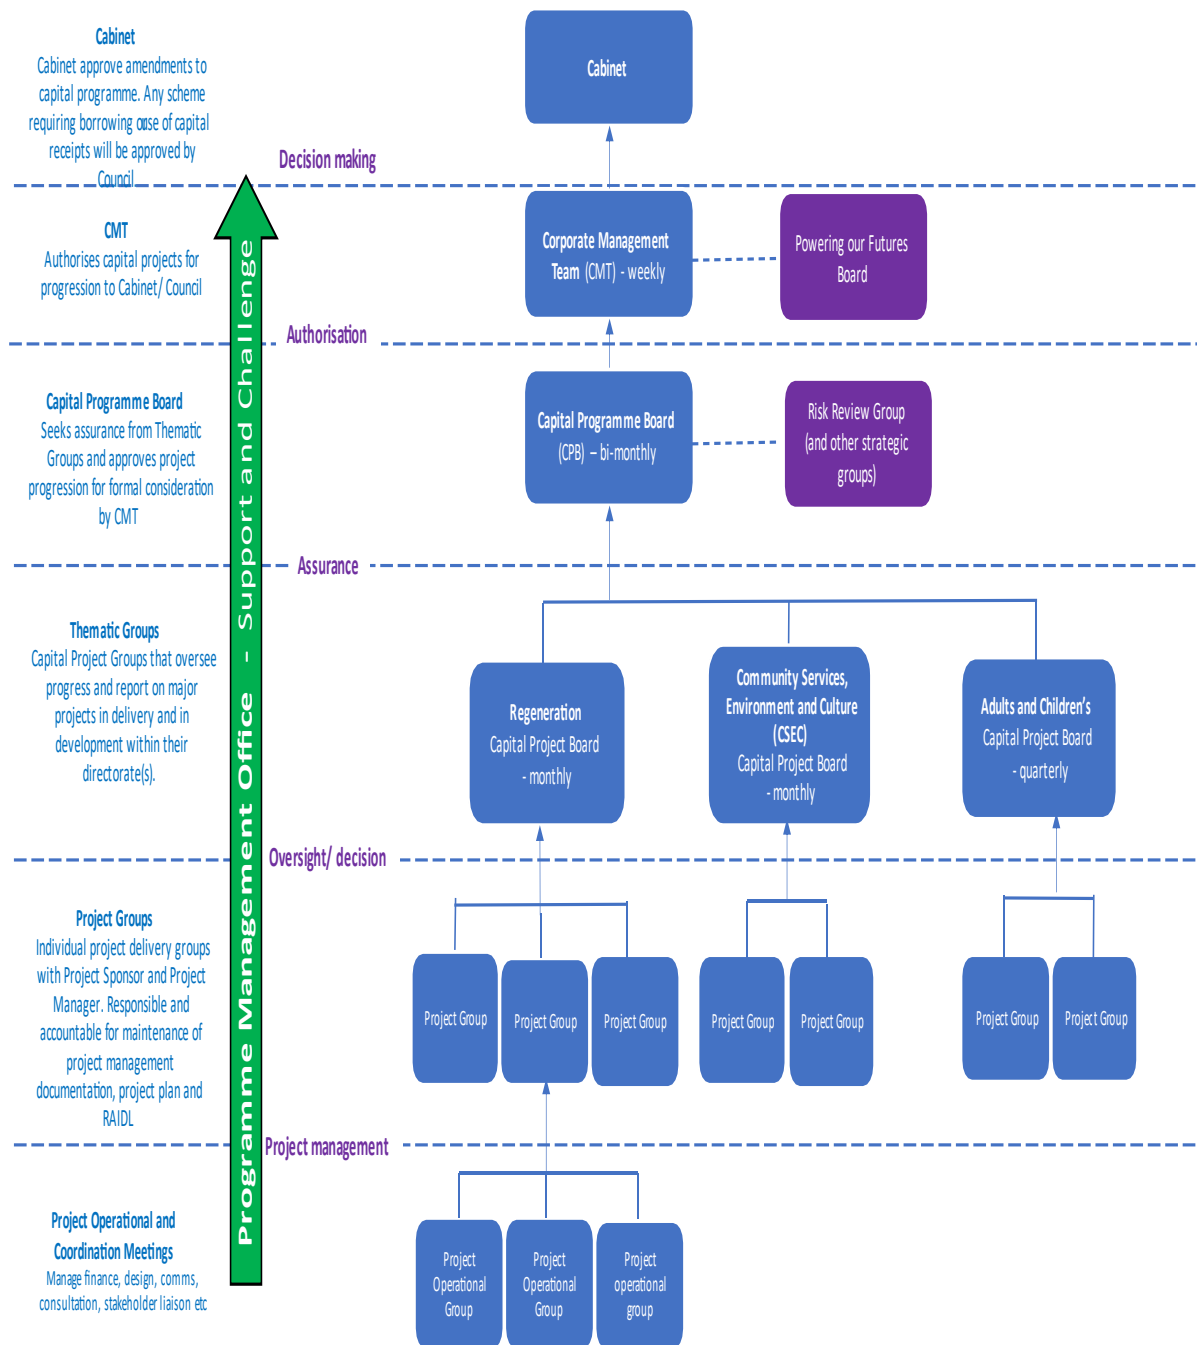 Cabinet
Cabinet approve amendments to
capital programme. Any scheme
requiring borrowing or use of capital
receipts will be approved by
Council
Cabinet
Decision making
CMT
Authorises capital projects for
progression to Cabinet/ Council
Corporate Management
Team (CMT) - weekly
Powering our Futures
Board
Authorisation
Capital Programme Board
Seeks assurance from Thematic
Groups and approves project
progression for formal consideration
by CMT
Capital Programme Board
(CPB) – bi-monthly
Risk Review Group
(and other strategic
groups)
Assurance
Thematic Groups
Capital Project Groups that oversee
progress and report on major
projects in delivery and in
development within their
directorate(s).
Regeneration
Capital Project Board
- monthly
Community Services,
Environment and Culture
(CSEC)
Capital Project Board
- monthly
Adults and Children's
Capital Project Board
- quarterly
Oversight/ decision
Project Groups
Individual project delivery groups
with Project Sponsor and Project
Manager. Responsible and
accountable for maintenance of
project management
documentation, project plan and
RAIDL
Project Group
Project Group
Project Group
Project Group
Project Group
Project Group
Project Group
Project management
Project Operational and
Coordination Meetings
Manage finance, design, comms,
consultation, stakeholder liaison etc
Project
Operational
Group
Project
Operational
Group
Project
operational
group
Programme Management Office - Support and Challenge